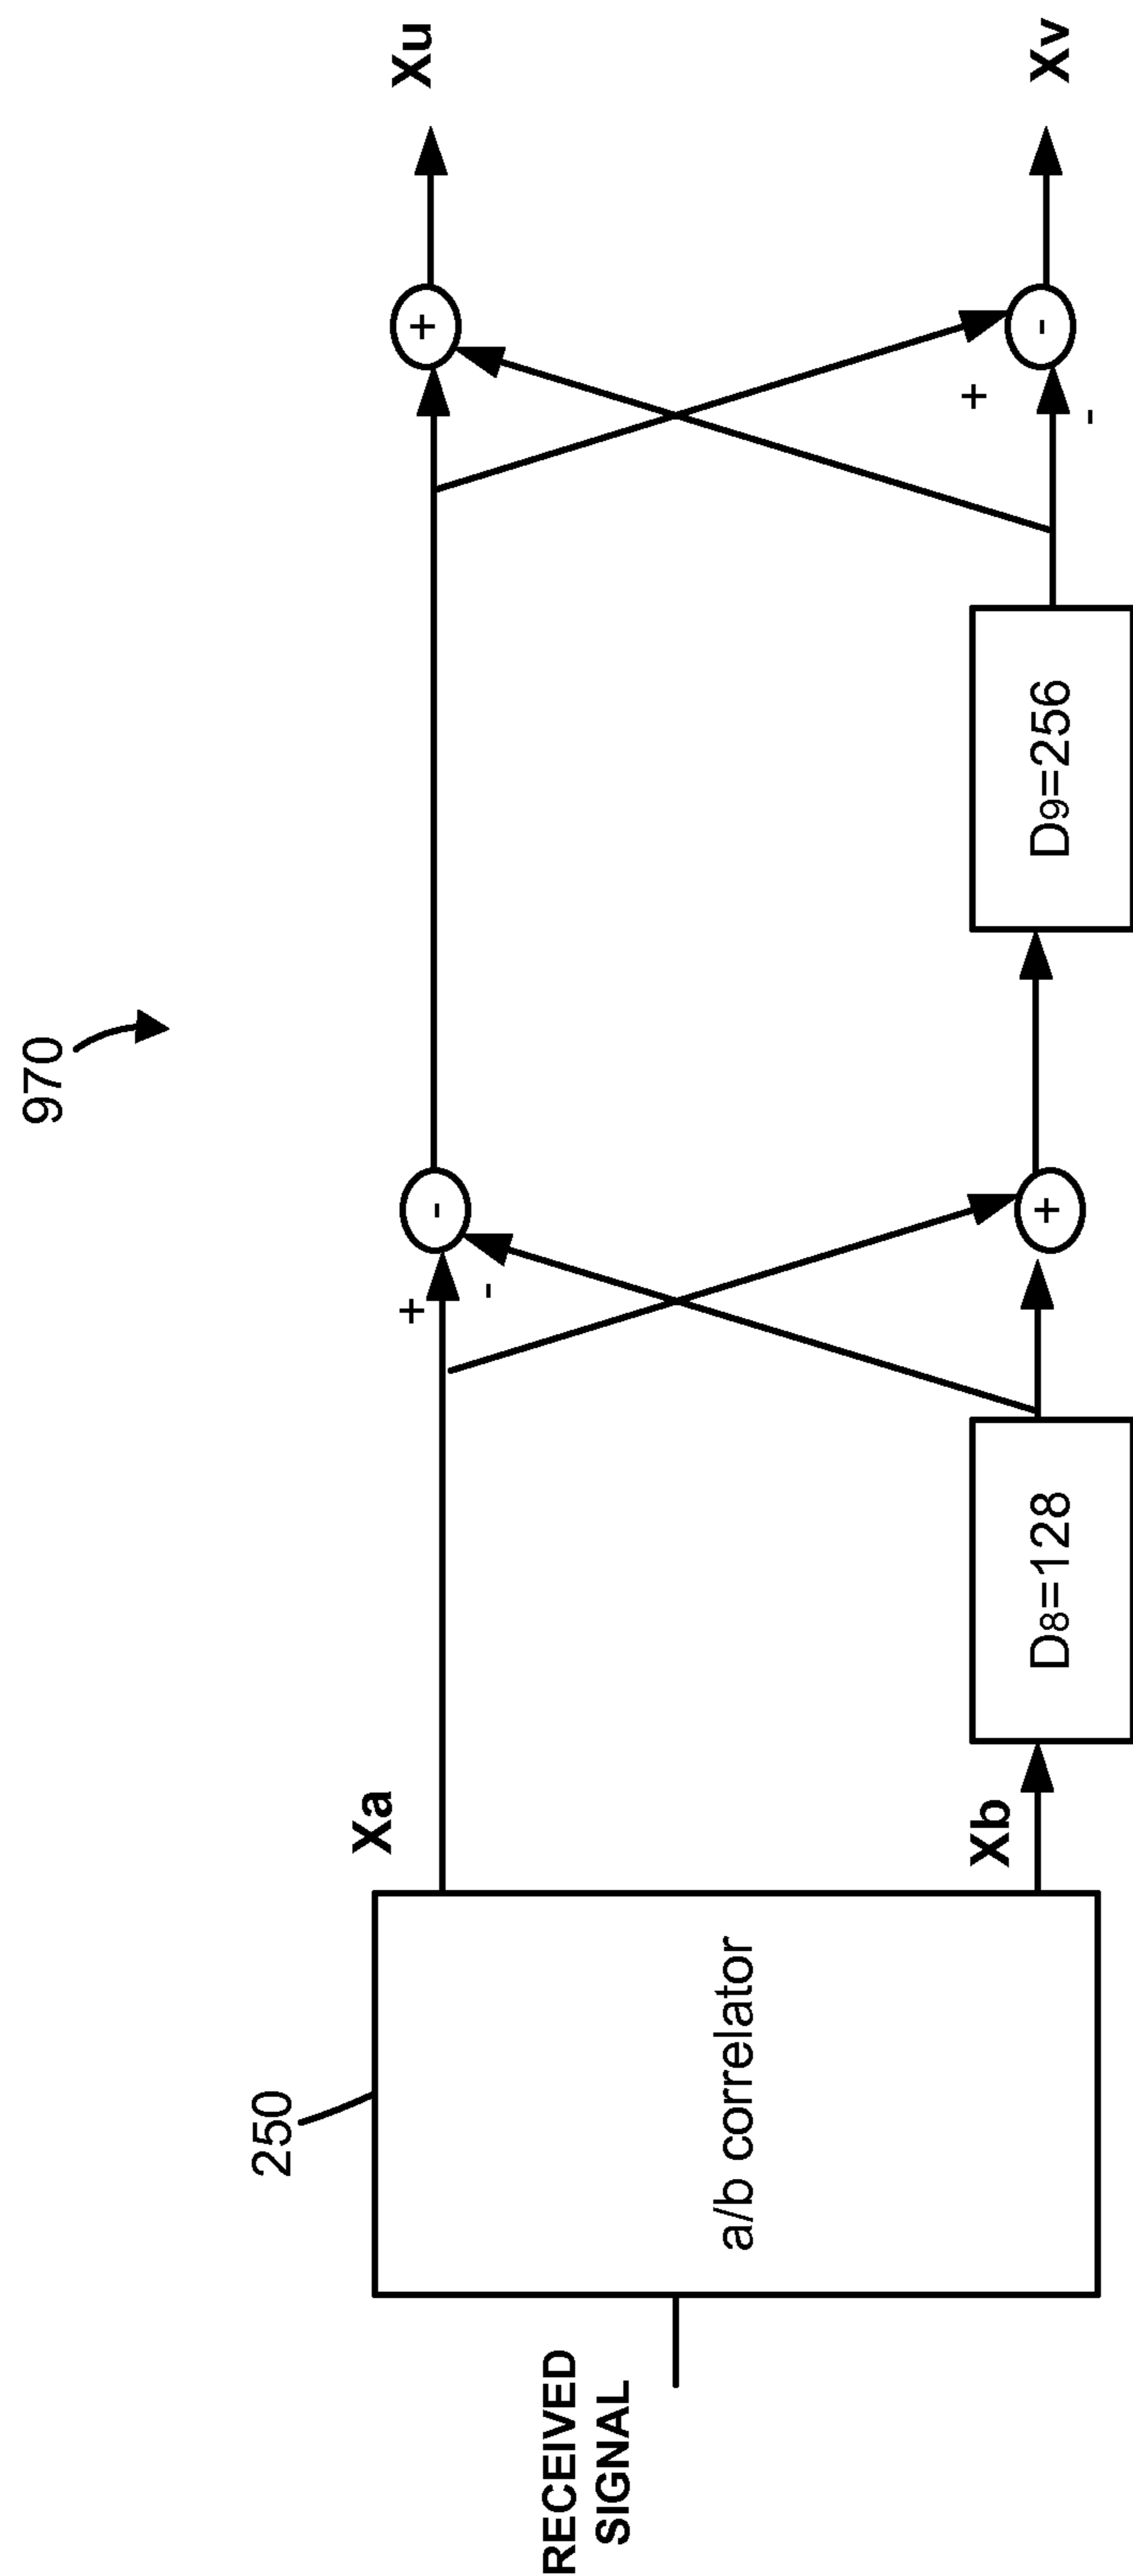 970
250
RECEIVED
SIGNAL
a/b correlator
Xa
Xb
D8=128
+
-
-
+
D9=256
+
-
+
-
Xu
Xv